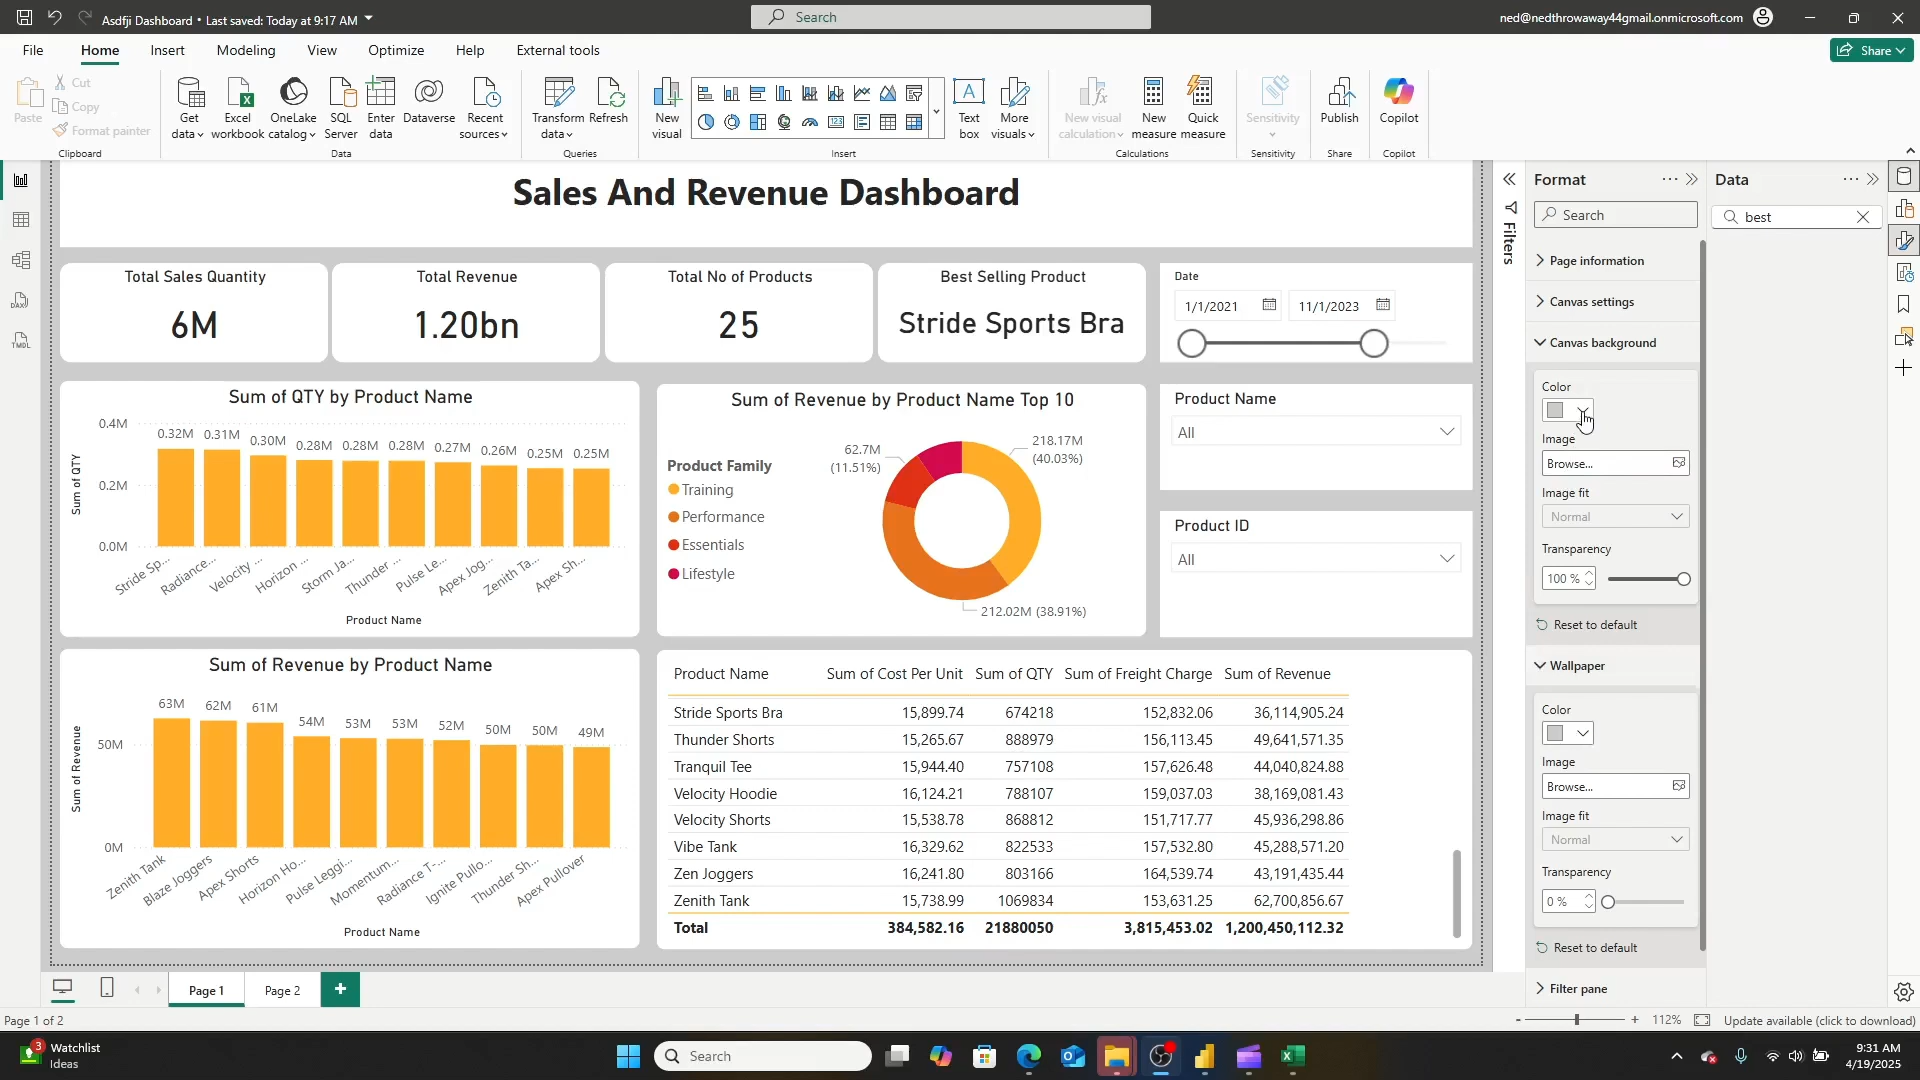 Asdfji Dashboard • Last saved: Today at 9:17 AM
Search
ned@nedthrowaway44gmail.onmicrosoft.com
File Home Insert Modeling View Optimize Help External tools
Share
Paste
Cut
Copy
Format painter
Get data
Excel workbook
OneLake catalog
SQL Server
Enter data
Dataverse
Recent sources
Transform data
Refresh
New visual
Text box
More visuals
New visual calculation
New measure
Quick measure
Sensitivity
Publish
Copilot
Clipboard Data Queries Insert Calculations Sensitivity Share Copilot
Sales And Revenue Dashboard
Total Sales Quantity
6M
Total Revenue
1.20bn
Total No of Products
25
Best Selling Product
Stride Sports Bra
Date
1/1/2021 11/1/2023
Sum of QTY by Product Name
Sum of QTY
0.4M
0.2M
0.0M
0.32M 0.31M 0.30M 0.28M 0.28M 0.28M 0.27M 0.26M 0.25M 0.25M
Stride Sp... Radiance... Velocity ... Horizon ... Storm Ja... Thunder ... Pulse Le... Apex Jog... Zenith Ta... Apex Sh...
Product Name
Sum of Revenue by Product Name Top 10
Product Family
Training
Performance
Essentials
Lifestyle
62.7M
(11.51%)
218.17M
(40.03%)
212.02M (38.91%)
Product Name
All
Product ID
All
Sum of Revenue by Product Name
Sum of Revenue
50M
0M
63M 62M 61M 54M 53M 53M 52M 50M 50M 49M
Zenith Tank Blaze Joggers Apex Shorts Horizon Ho... Pulse Leggi... Momentum... Radiance T-... Ignite Pullo... Thunder Sh... Apex Pullover
Product Name
Product Name Sum of Cost Per Unit Sum of QTY Sum of Freight Charge Sum of Revenue
Stride Sports Bra 15,899.74 674218 152,832.06 36,114,905.24
Thunder Shorts 15,265.67 888979 156,113.45 49,641,571.35
Tranquil Tee 15,944.40 757108 157,626.48 44,040,824.88
Velocity Hoodie 16,124.21 788107 159,037.03 38,169,081.43
Velocity Shorts 15,538.78 868812 151,717.77 45,936,298.86
Vibe Tank 16,329.62 822533 157,532.80 45,288,571.20
Zen Joggers 16,241.80 803166 164,539.74 43,191,435.44
Zenith Tank 15,738.99 1069834 153,631.25 62,700,856.67
Total 384,582.16 21880050 3,815,453.02 1,200,450,112.32
Filters
Format
Search
Page information
Canvas settings
Canvas background
Color
Image
Browse...
Image fit
Normal
Transparency
100 %
Reset to default
Wallpaper
Color
Image
Browse...
Image fit
Normal
Transparency
0 %
Reset to default
Filter pane
Data
best
DAX
TMDL
Page 1 Page 2
Page 1 of 2
- + 112%
Update available (click to download)
3
Watchlist
Ideas
Search
9:31 AM
4/19/2025